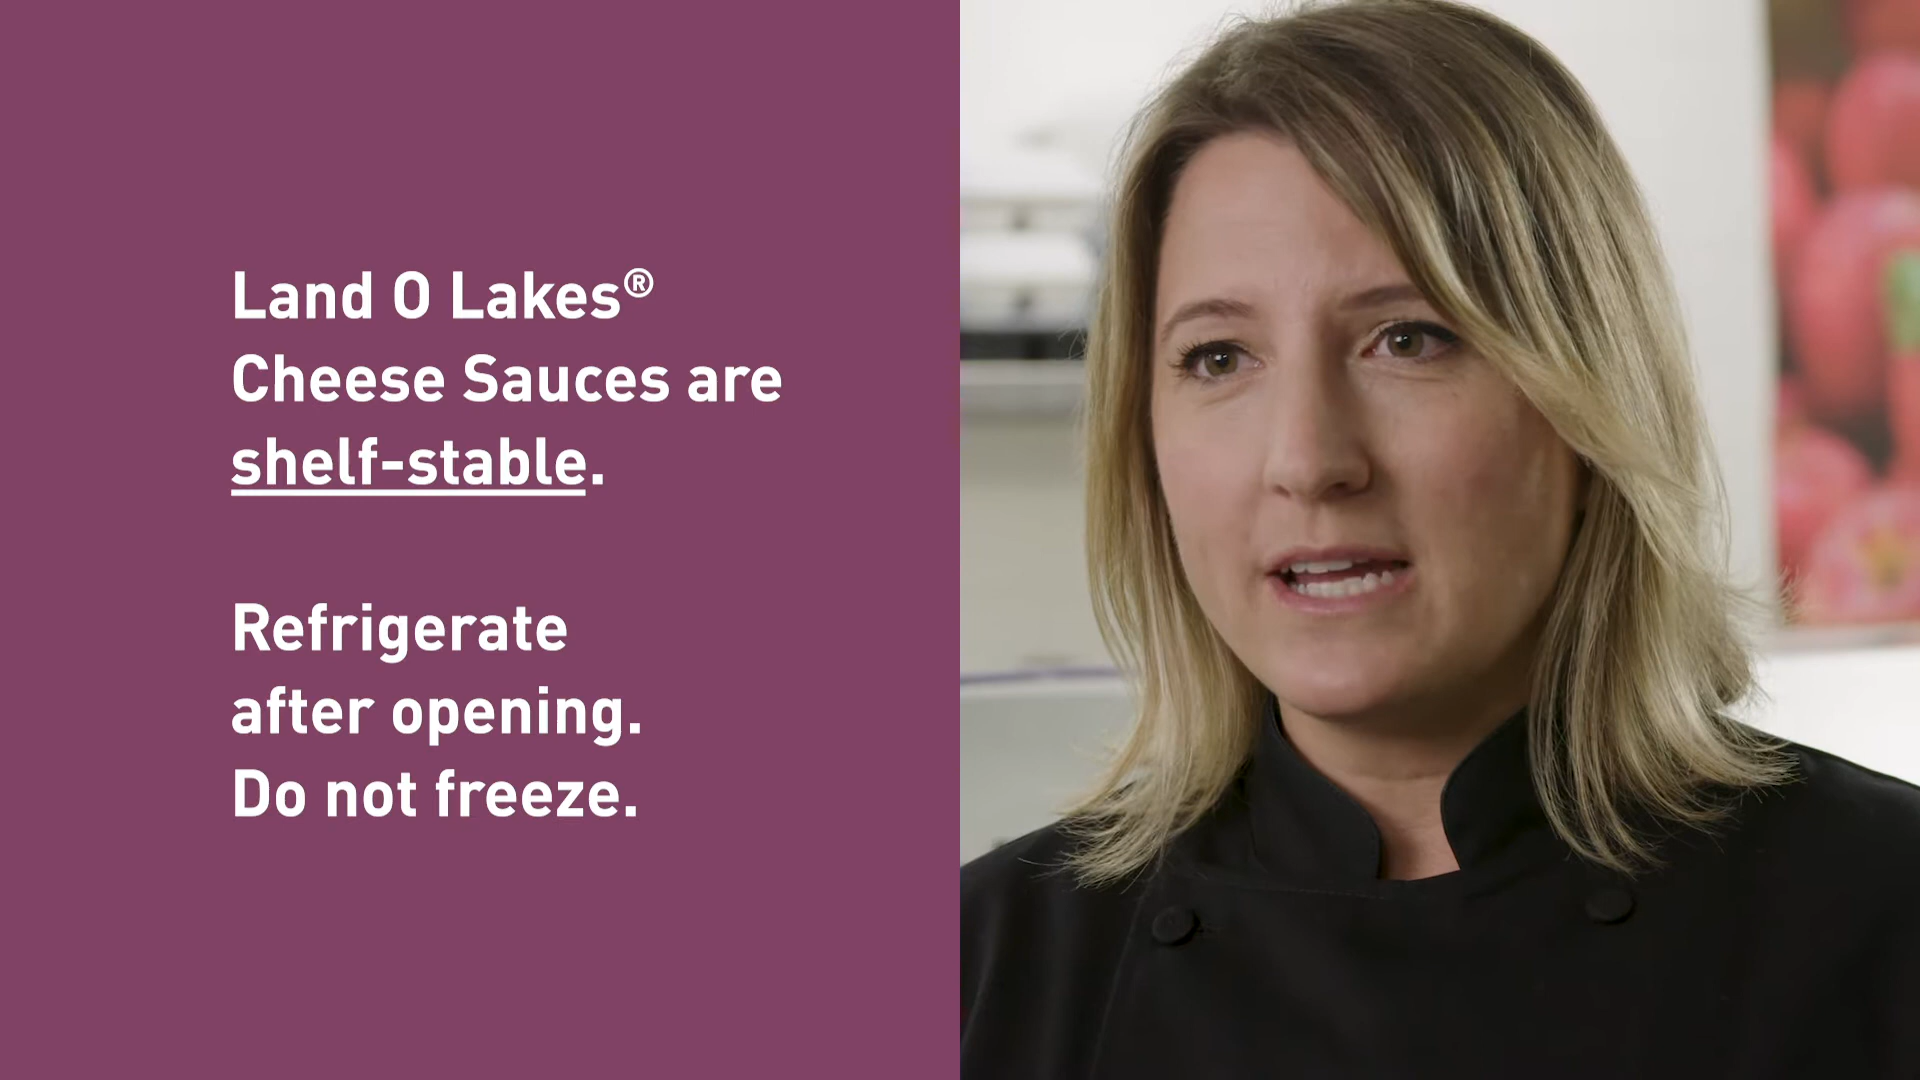 Land O Lakes®
Cheese Sauces are
shelf-stable.
Refrigerate
after opening.
Do not freeze.